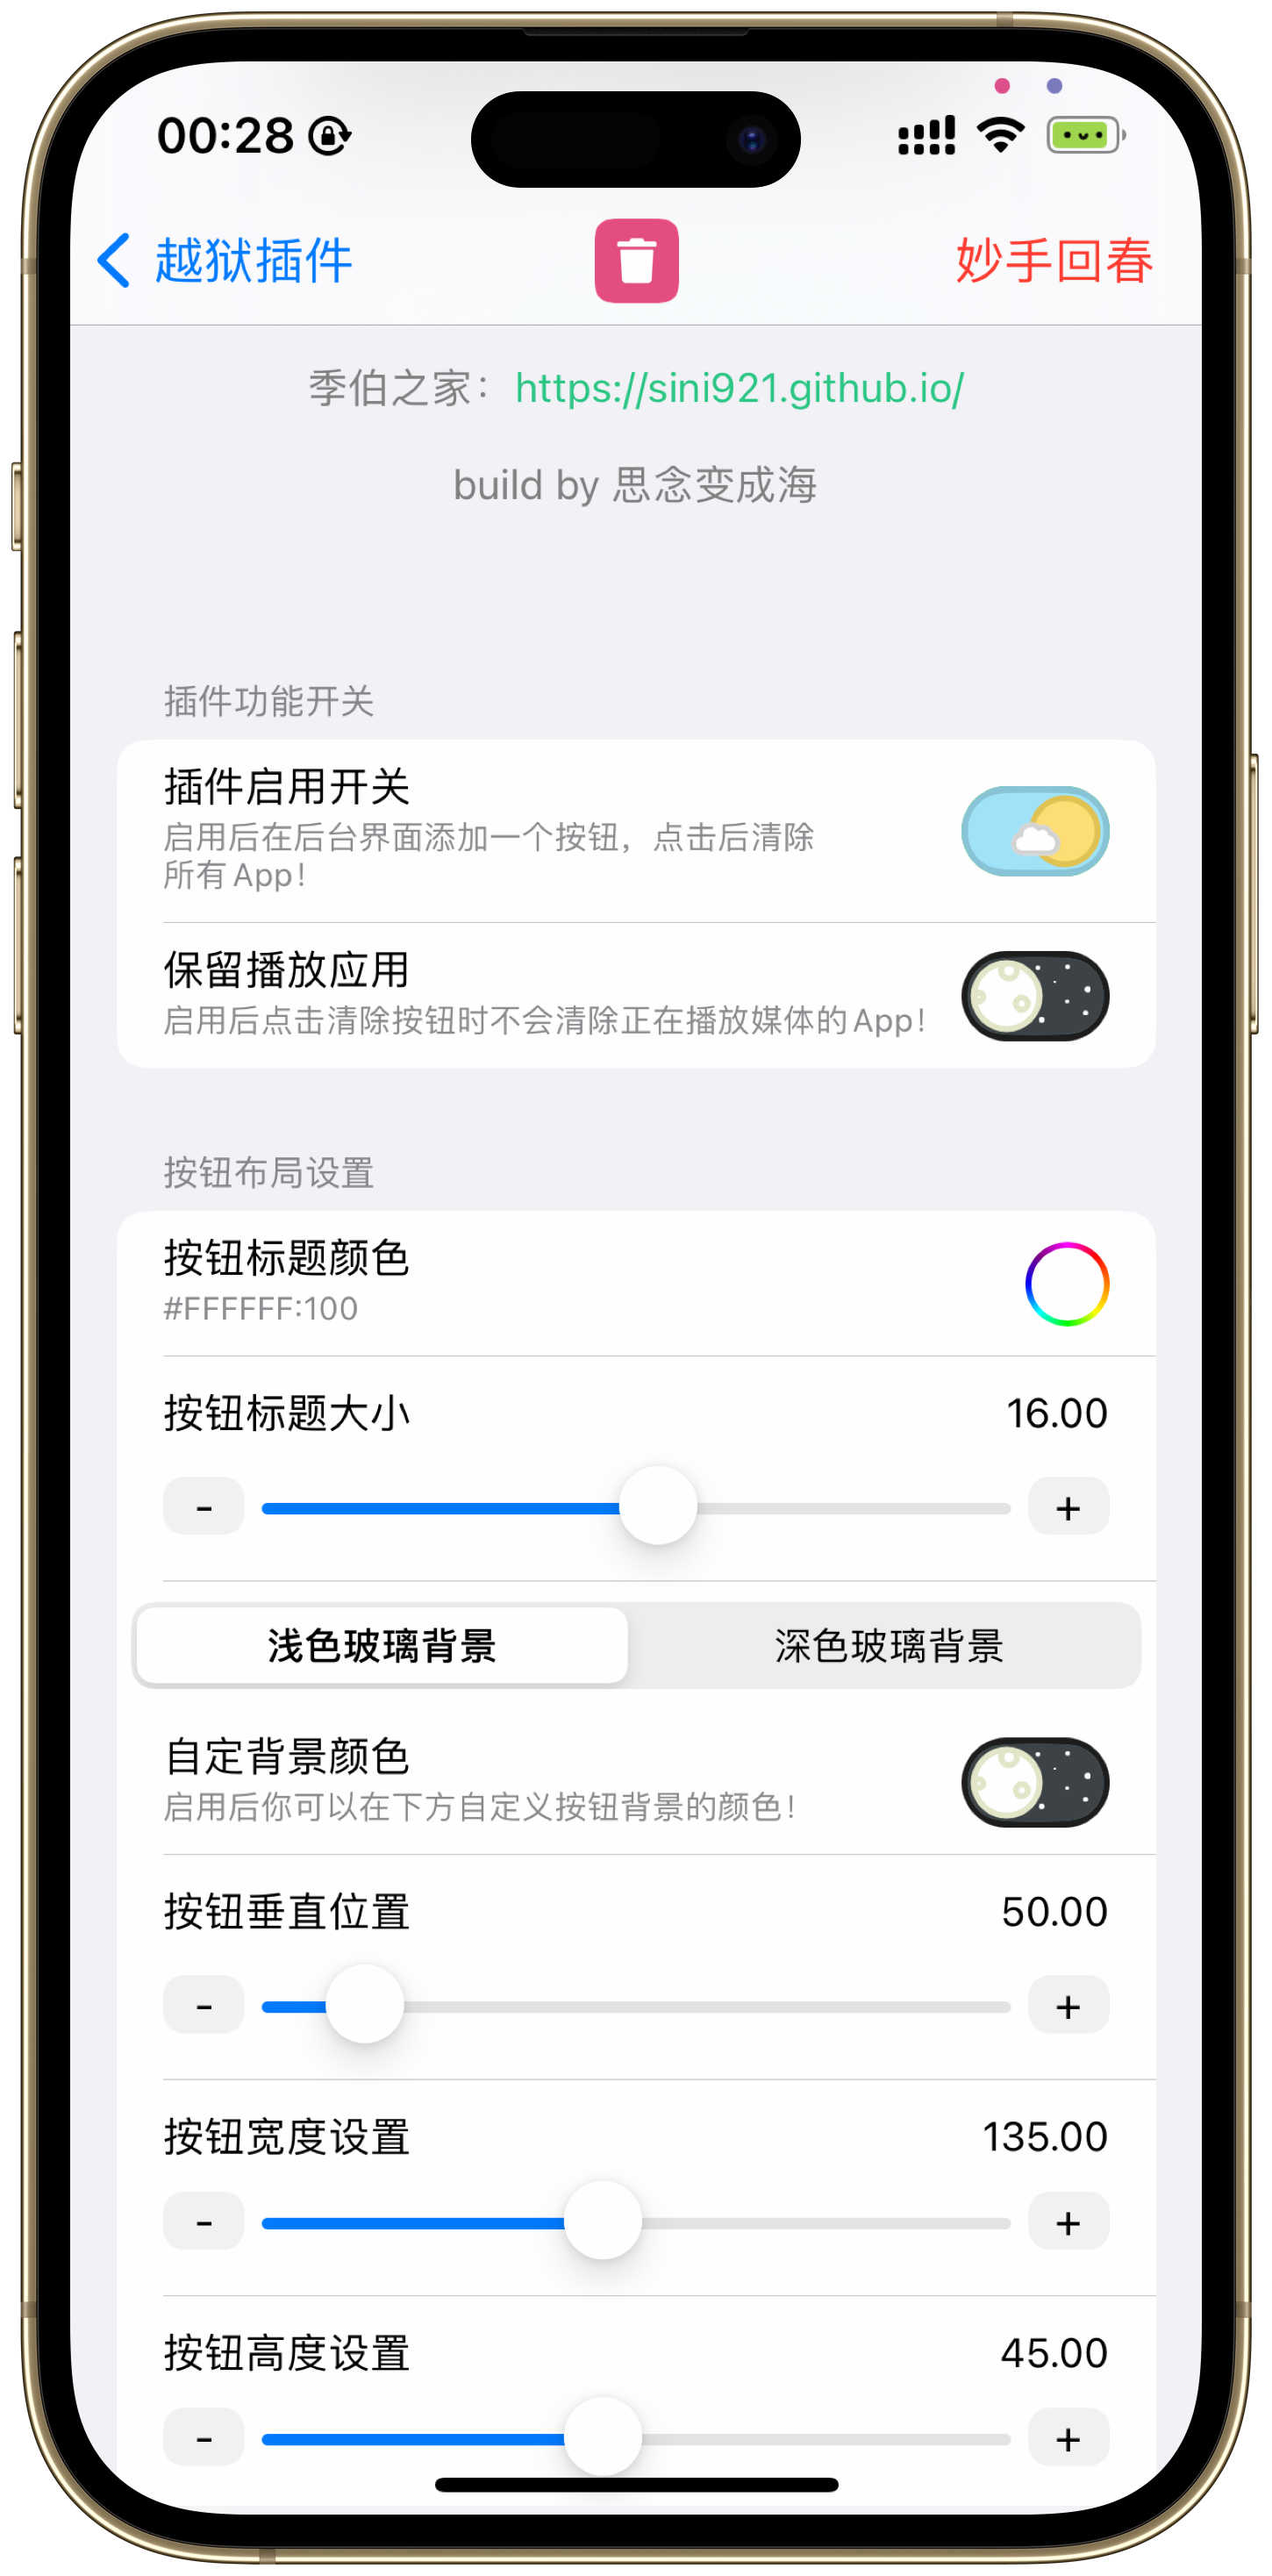 00:28
越狱插件
妙手回春
季伯之家：https://sini921.github.io/
build by 思念变成海
插件功能开关
插件启用开关
启用后在后台界面添加一个按钮，点击后清除
所有 App！
保留播放应用
启用后点击清除按钮时不会清除正在播放媒体的 App！
按钮布局设置
按钮标题颜色
#FFFFFF:100
按钮标题大小
16.00
-
+
浅色玻璃背景
深色玻璃背景
自定背景颜色
启用后你可以在下方自定义按钮背景的颜色！
按钮垂直位置
50.00
-
+
按钮宽度设置
135.00
-
+
按钮高度设置
45.00
-
+